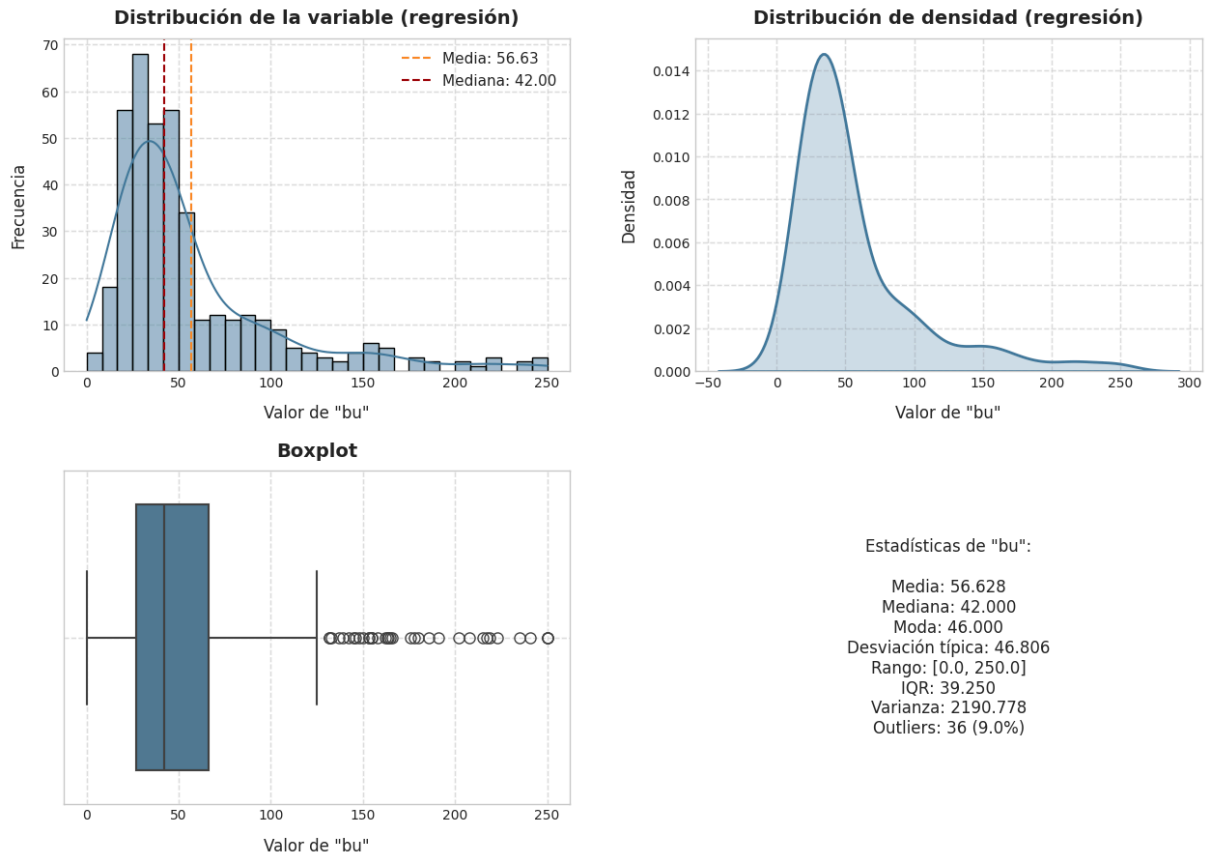 Distribución de la variable (regresión)
70
60
50
40
30
20
10
0
Frecuencia
Media: 56.63
Mediana: 42.00
0 50 100 150 200 250
Valor de "bu"
Distribución de densidad (regresión)
0.014
0.012
0.010
0.008
0.006
0.004
0.002
0.000
Densidad
−50 0 50 100 150 200 250 300
Valor de "bu"
Boxplot
0 50 100 150 200 250
Valor de "bu"
Estadísticas de "bu":
Media: 56.628
Mediana: 42.000
Moda: 46.000
Desviación típica: 46.806
Rango: [0.0, 250.0]
IQR: 39.250
Varianza: 2190.778
Outliers: 36 (9.0%)